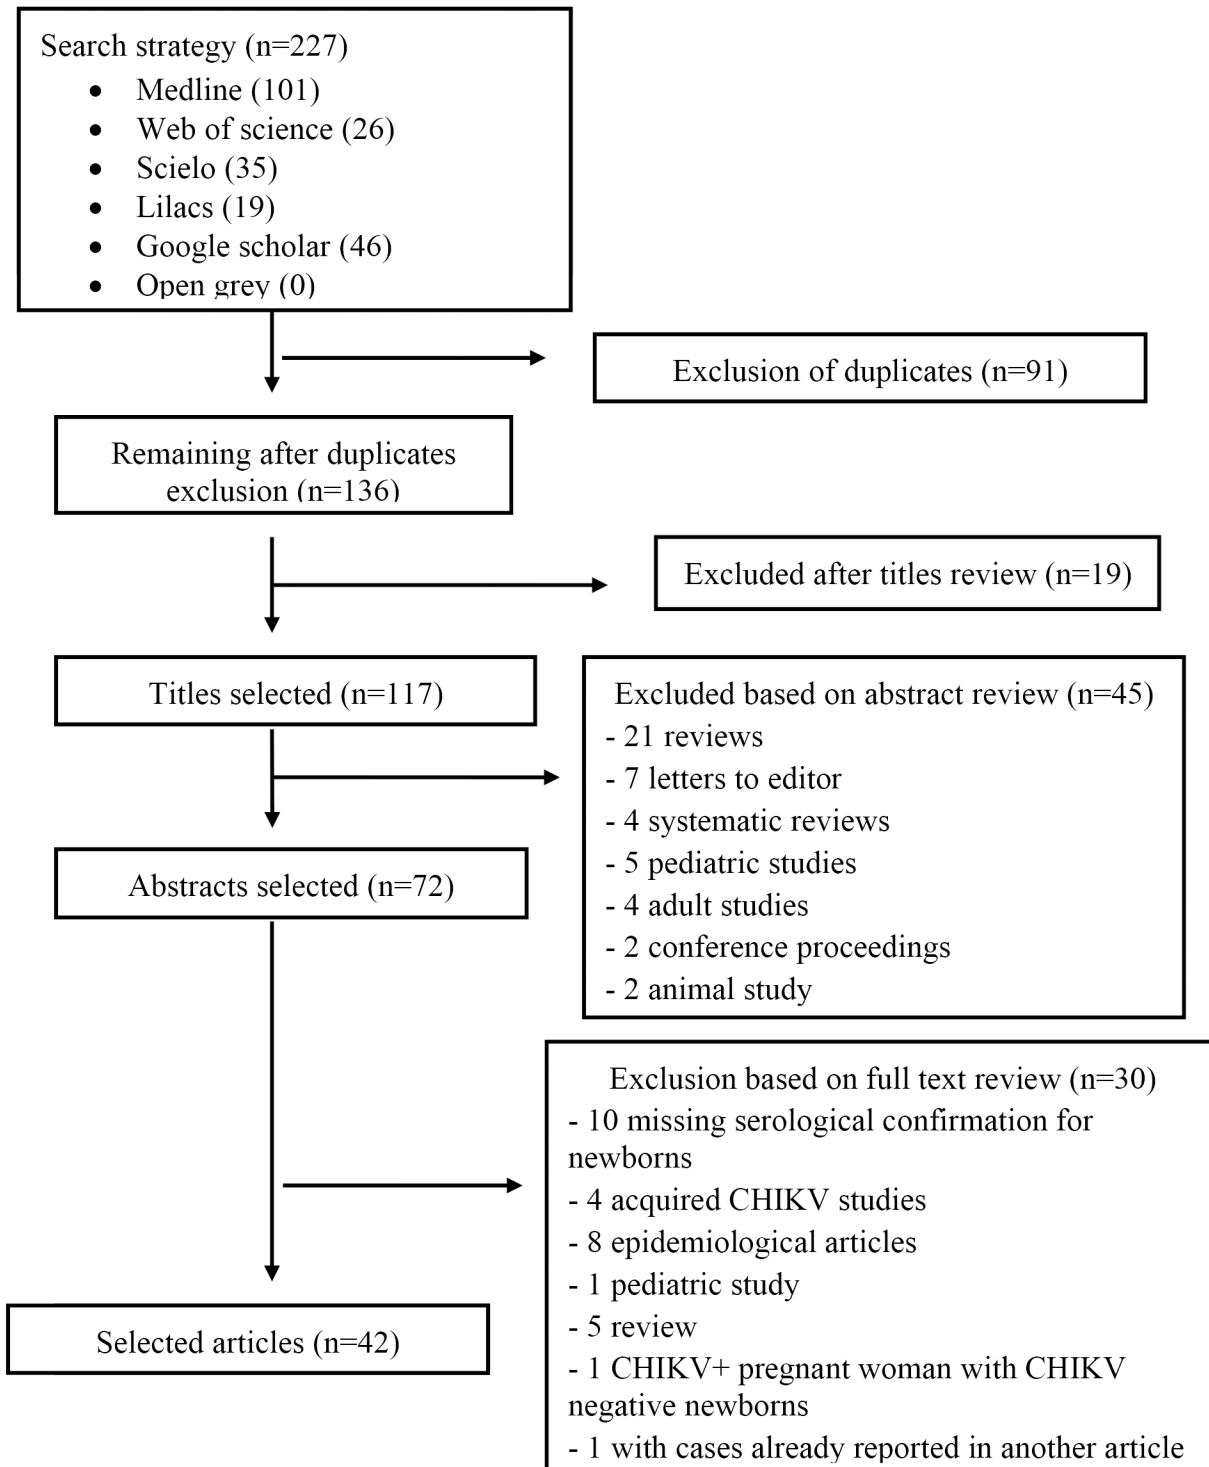 Search strategy (n=227)
• Medline (101)
• Web of science (26)
• Scielo (35)
• Lilacs (19)
• Google scholar (46)
• Open grey (0)
Exclusion of duplicates (n=91)
Remaining after duplicates
exclusion (n=136)
Excluded after titles review (n=19)
Titles selected (n=117)
Excluded based on abstract review (n=45)
- 21 reviews
- 7 letters to editor
- 4 systematic reviews
- 5 pediatric studies
- 4 adult studies
- 2 conference proceedings
- 2 animal study
Abstracts selected (n=72)
Exclusion based on full text review (n=30)
- 10 missing serological confirmation for
newborns
- 4 acquired CHIKV studies
- 8 epidemiological articles
- 1 pediatric study
- 5 review
- 1 CHIKV+ pregnant woman with CHIKV
negative newborns
- 1 with cases already reported in another article
Selected articles (n=42)